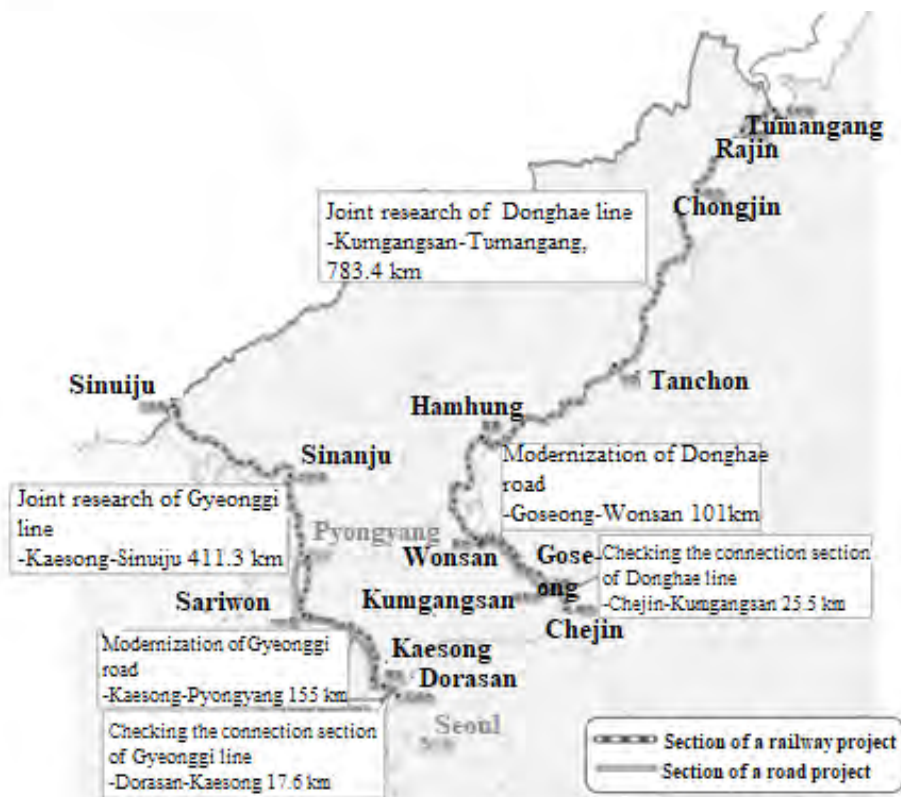 Tumangang
Rajin
Chongjin
Joint research of Donghae line
-Kumgangsan-Tumangang,
783.4 km
Sinuiju
Tanchon
Hamhung
Sinanju
Modernization of Donghae
road
-Goseong-Wonsan 101km
Joint research of Gyeonggi
line
-Kaesong-Sinuiju 411.3 km
Pyongyang
Wonsan
Gose
ong
Checking the connection section
of Donghae line
-Chejin-Kumgangsan 25.5 km
Sariwon
Kumgangsan
Chejin
Modernization of Gyeonggi
road
-Kaesong-Pyongyang 155 km
Kaesong
Dorasan
Checking the connection section
of Gyeonggi line
-Dorasan-Kaesong 17.6 km
Seoul
Section of a railway project
Section of a road project